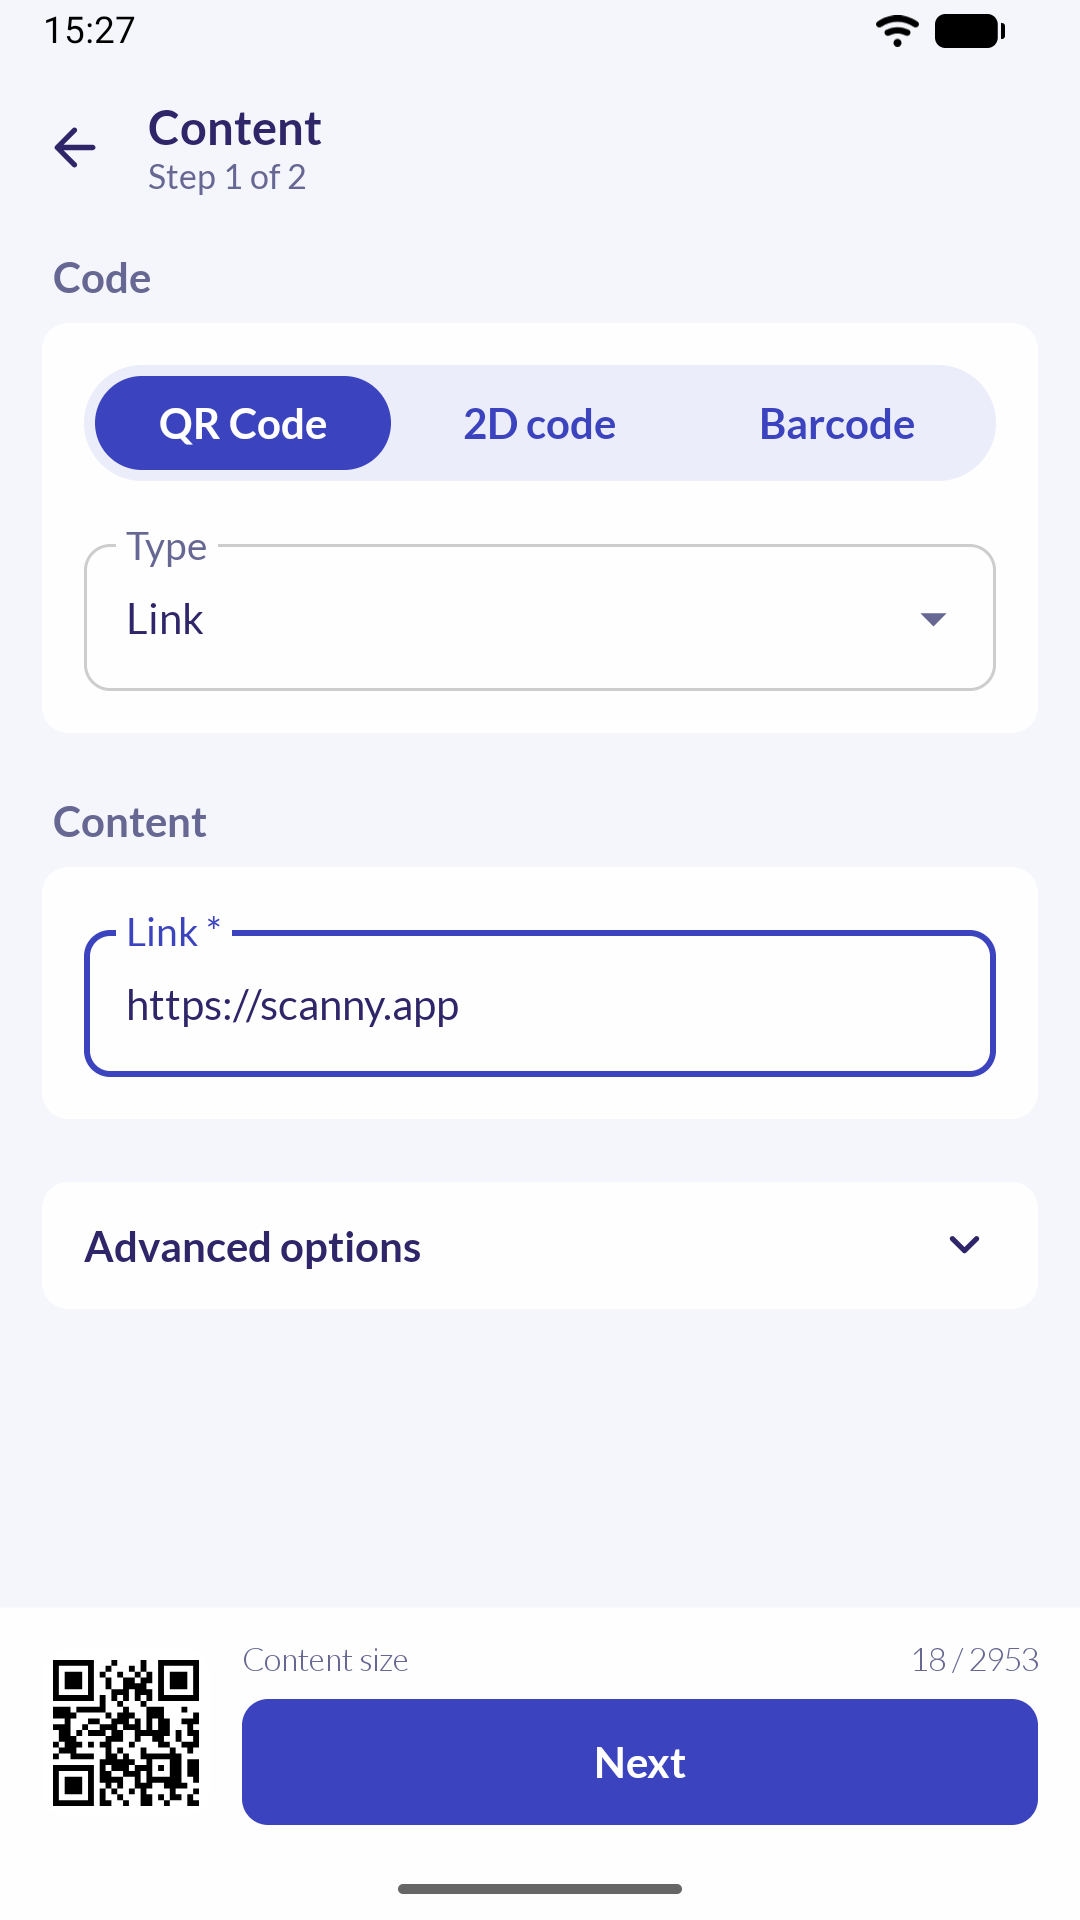 15:27
Content
Step 1 of 2
Code
QR Code
2D code
Barcode
Type
Link
Content
Link *
https://scanny.app
Advanced options
Content size
18 / 2953
Next